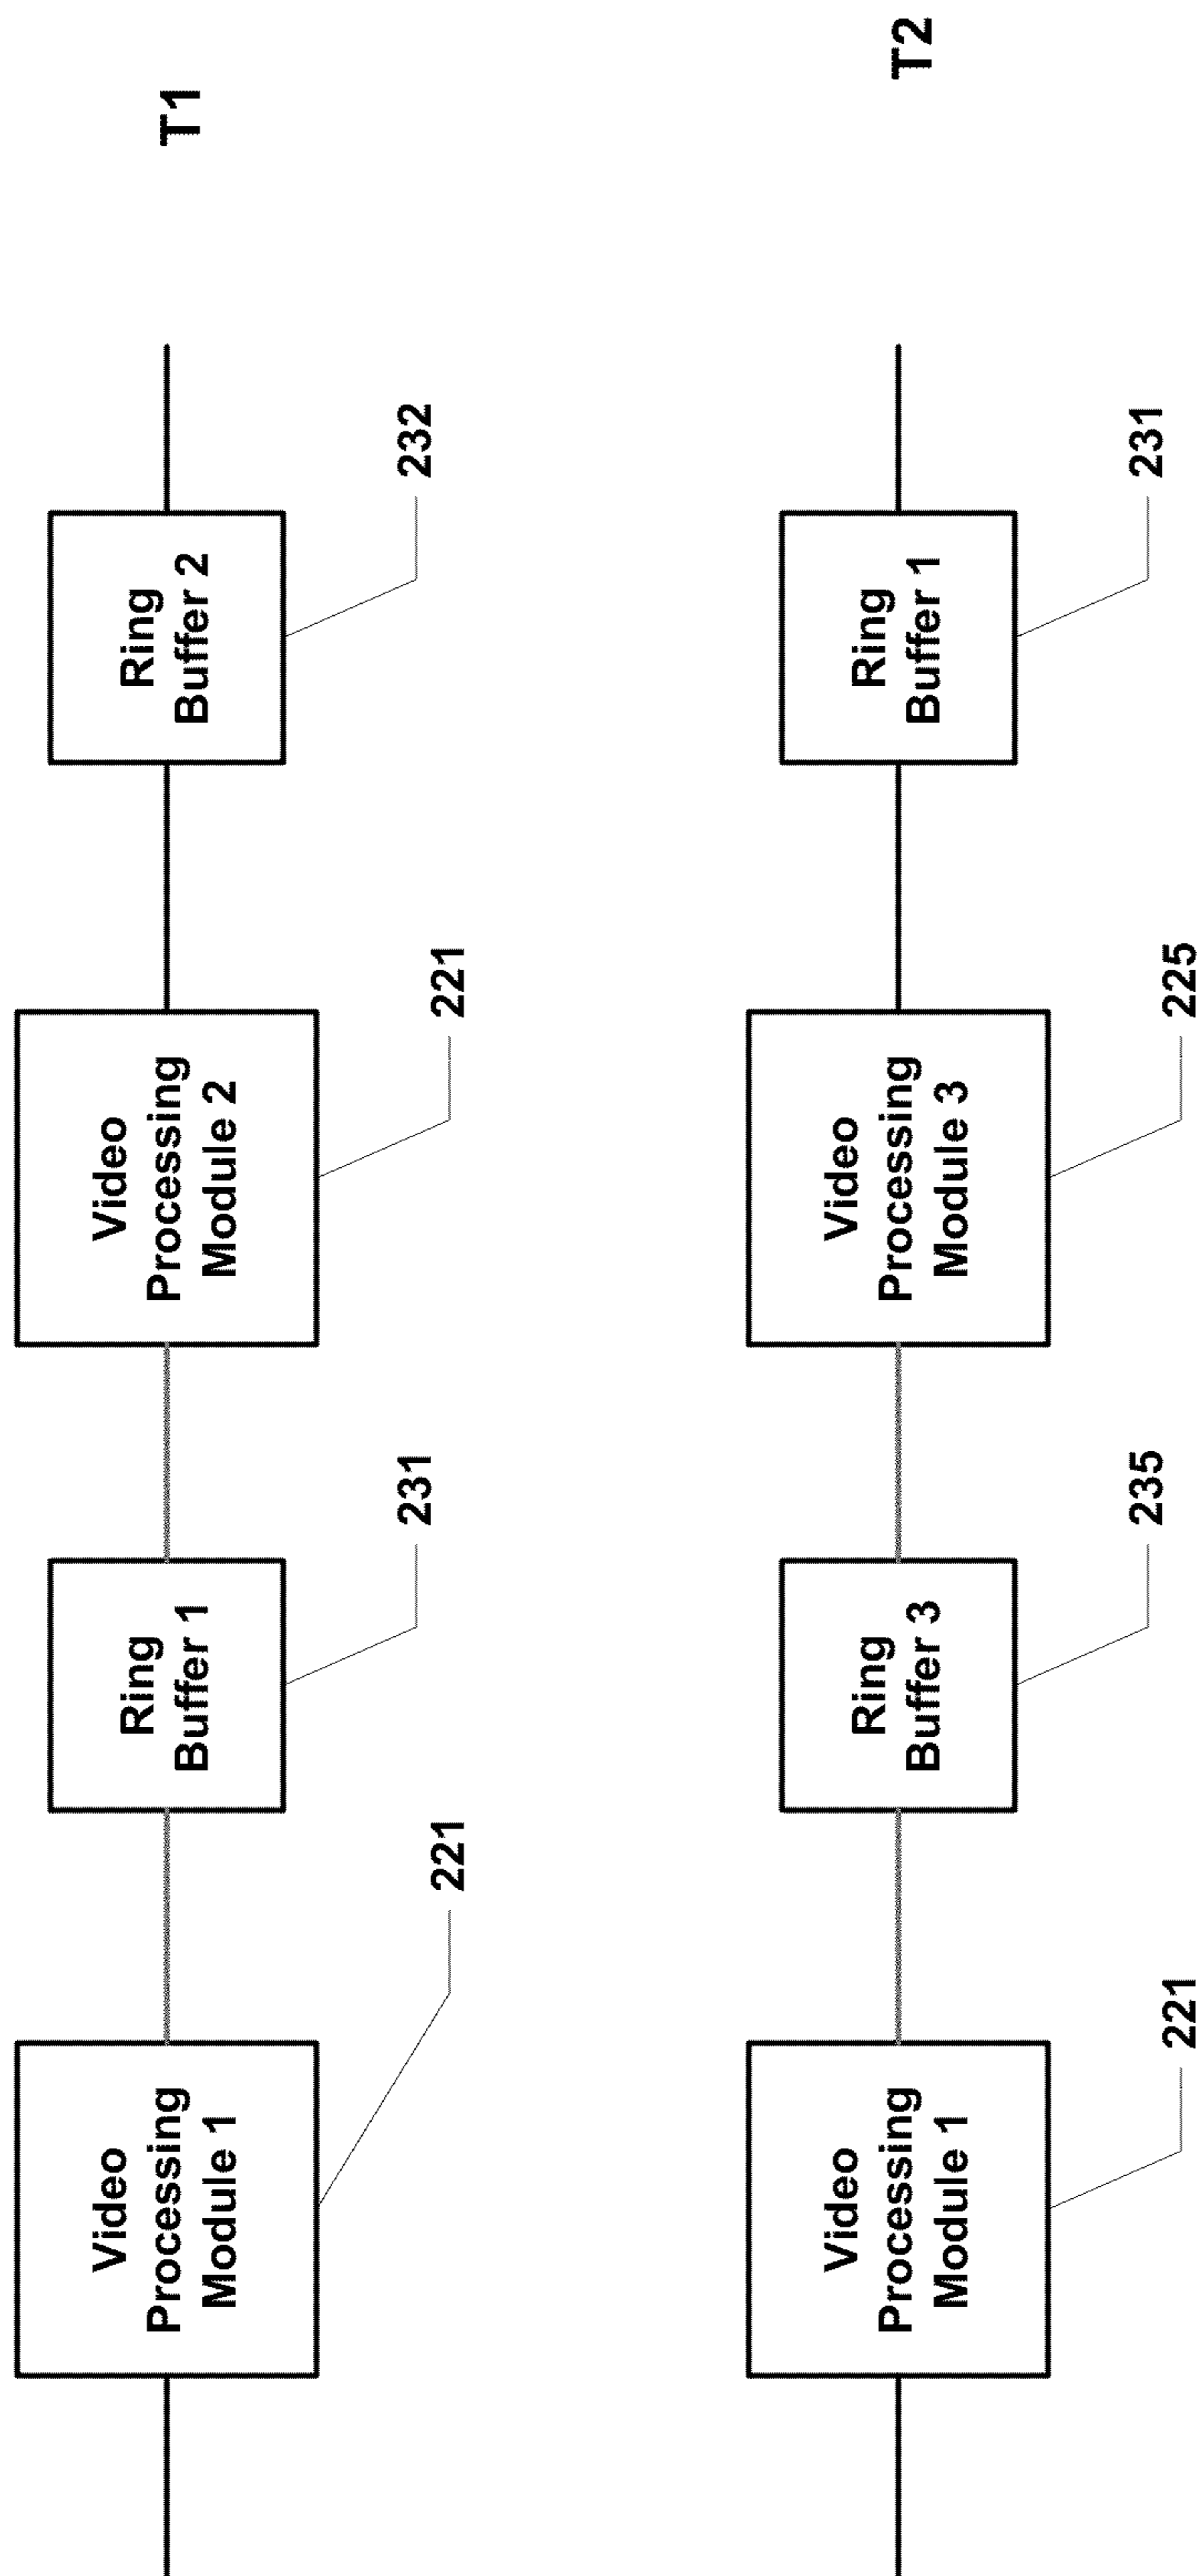 Video
Processing
Module 1
221
Ring
Buffer 1
231
Video
Processing
Module 2
221
Ring
Buffer 2
232
T1
Video
Processing
Module 1
221
Ring
Buffer 3
235
Video
Processing
Module 3
225
Ring
Buffer 1
231
T2